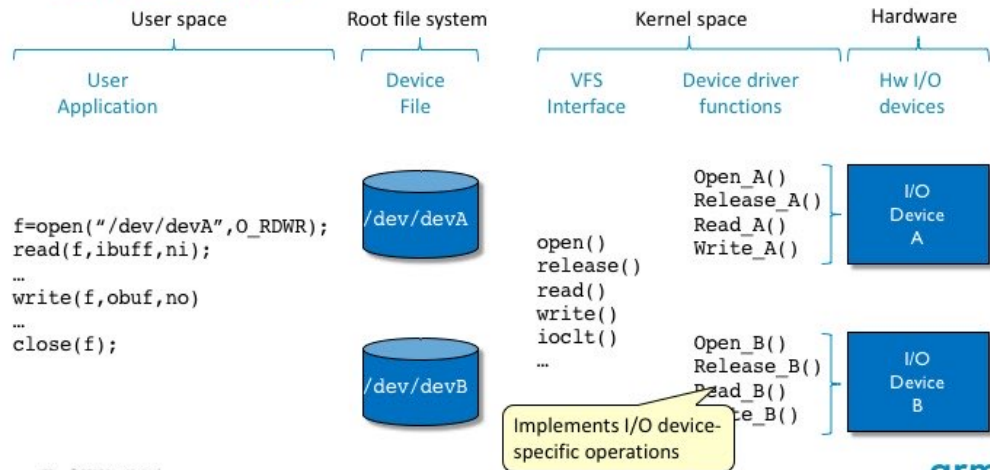 User space
Root file system
Kernel space
Hardware
User
Application
Device
File
VFS
Interface
Device driver
functions
Hw I/O
devices
f=open("/dev/devA",O_RDWR);
read(f,ibuff,ni);
…
write(f,obuf,no)
…
close(f);
/dev/devA
/dev/devB
open()
release()
read()
write()
ioclt()
…
Open_A()
Release_A()
Read_A()
Write_A()
I/O
Device
A
Open_B()
Release_B()
Read_B()
I/O
Device
B
Implements I/O device-
specific operations
arm